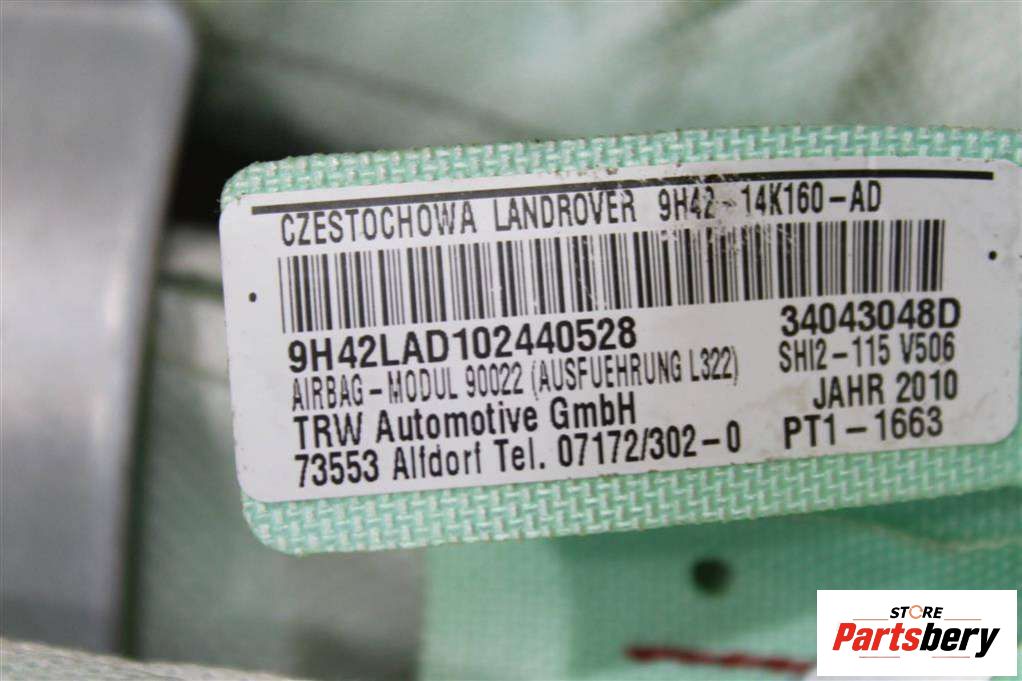 CZESTOCHOWA LANDROVER 9H42-14K160-AD
9H42LAD102440528 34043048D
AIRBAG-MODUL 90022 (AUSFUEHRUNG L322) SHI2-115 V506
TRW Automotive GmbH JAHR 2010
73553 Alfdorf Tel. 07172/302-0 PT1-1663
STORE
Partsbery